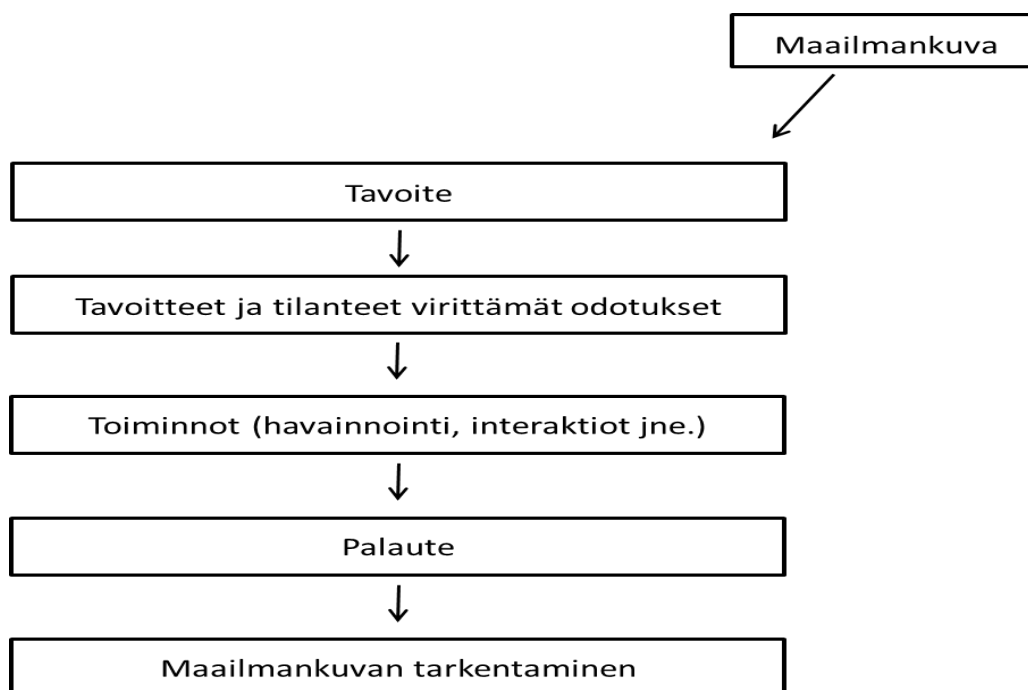 Maailmankuva
Tavoite
Tavoitteet ja tilanteet virittämät odotukset
Toiminnot (havainnointi, interaktiot jne.)
Palaute
Maailmankuvan tarkentaminen